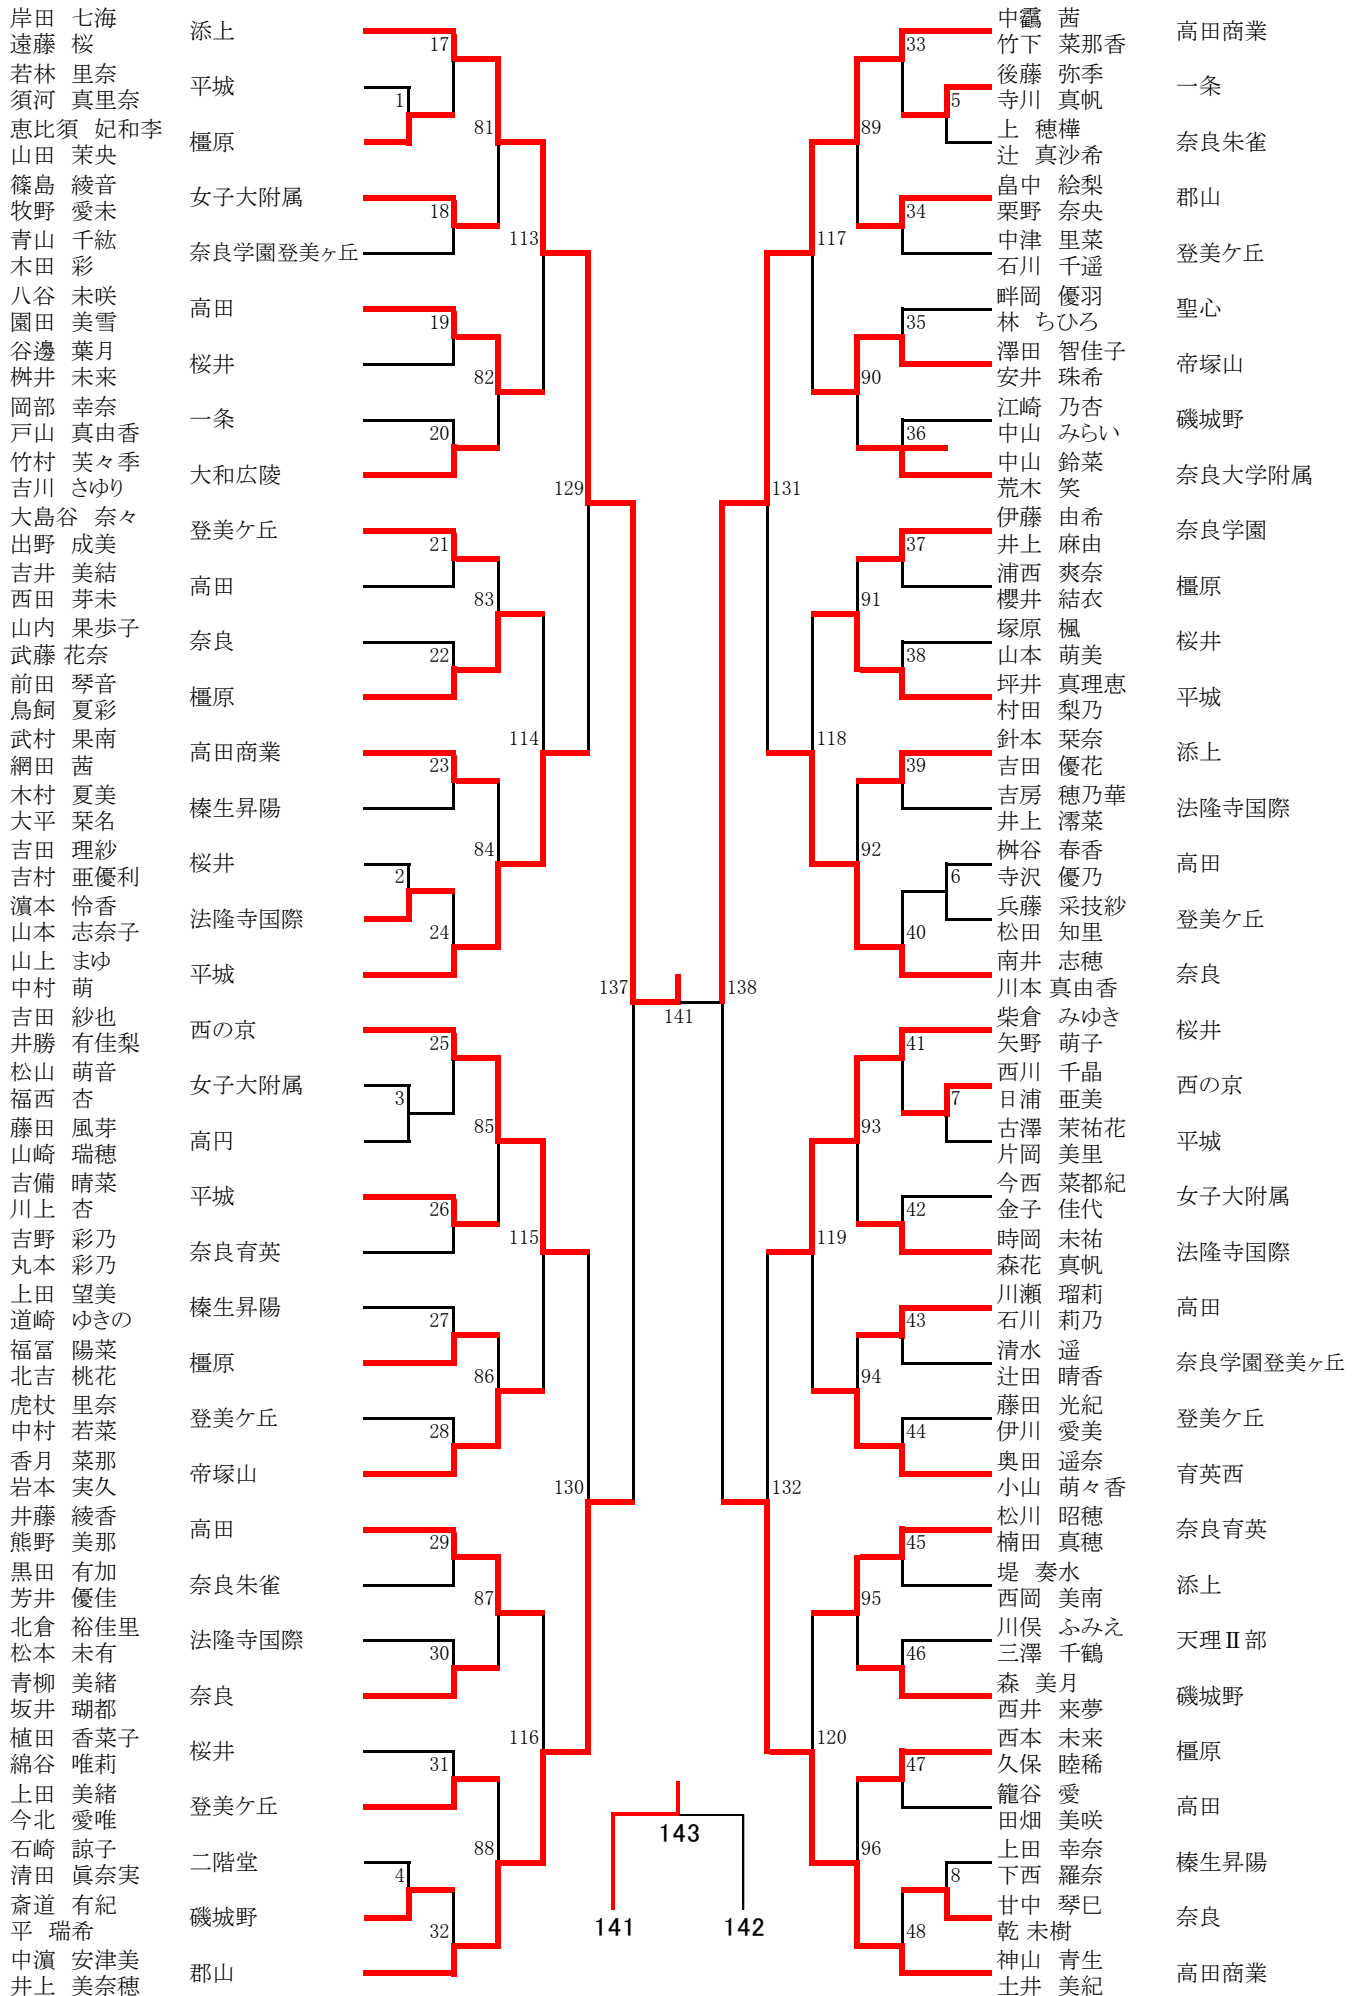 岸田 七海
遠藤 桜
添上
17
若林 里奈
須河 真里奈
平城
1
恵比須 妃和李
山田 茉央
橿原
81
篠島 綾音
牧野 愛未
女子大附属
18
青山 千紘
木田 彩
奈良学園登美ヶ丘
113
八谷 未咲
園田 美雪
高田
19
谷邊 葉月
桝井 未来
桜井
82
岡部 幸奈
戸山 真由香
一条
20
竹村 芙々季
吉川 さゆり
大和広陵
129
大島谷 奈々
出野 成美
登美ケ丘
21
吉井 美結
西田 芽未
高田
83
山内 果歩子
武藤 花奈
奈良
22
前田 琴音
鳥飼 夏彩
橿原
114
武村 果南
網田 茜
高田商業
23
木村 夏美
大平 栞名
榛生昇陽
84
吉田 理紗
吉村 亜優利
桜井
2
濵本 怜香
山本 志奈子
法隆寺国際
24
山上 まゆ
中村 萌
平城
137
吉田 紗也
井勝 有佳梨
西の京
25
松山 萌音
福西 杏
女子大附属
3
藤田 風芽
山崎 瑞穂
高円
85
吉備 晴菜
川上 杏
平城
26
吉野 彩乃
丸本 彩乃
奈良育英
115
上田 望美
道崎 ゆきの
榛生昇陽
27
福冨 陽菜
北吉 桃花
橿原
86
虎杖 里奈
中村 若菜
登美ケ丘
28
香月 菜那
岩本 実久
帝塚山
130
井藤 綾香
熊野 美那
高田
29
黒田 有加
芳井 優佳
奈良朱雀
87
北倉 裕佳里
松本 未有
法隆寺国際
30
青柳 美緒
坂井 瑚都
奈良
116
植田 香菜子
綿谷 唯莉
桜井
31
上田 美緒
今北 愛唯
登美ケ丘
88
石崎 諒子
清田 眞奈実
二階堂
4
斎道 有紀
平 瑞希
磯城野
32
中濵 安津美
井上 美奈穂
郡山
141
143
141
142
中靍 茜
竹下 菜那香
高田商業
33
後藤 弥季
寺川 真帆
一条
5
上 穂樺
辻 真沙希
奈良朱雀
89
畠中 絵梨
栗野 奈央
郡山
34
中津 里菜
石川 千遥
登美ケ丘
117
畔岡 優羽
林 ちひろ
聖心
35
澤田 智佳子
安井 珠希
帝塚山
90
江崎 乃杏
中山 みらい
磯城野
36
中山 鈴菜
荒木 笑
奈良大学附属
131
伊藤 由希
井上 麻由
奈良学園
37
浦西 爽奈
櫻井 結衣
橿原
91
塚原 楓
山本 萌美
桜井
38
坪井 真理恵
村田 梨乃
平城
118
針本 栞奈
吉田 優花
添上
39
吉房 穂乃華
井上 澪菜
法隆寺国際
92
桝谷 春香
寺沢 優乃
高田
6
兵藤 采技紗
松田 知里
登美ケ丘
40
南井 志穂
川本 真由香
奈良
138
柴倉 みゆき
矢野 萌子
桜井
41
西川 千晶
日浦 亜美
西の京
7
古澤 茉祐花
片岡 美里
平城
93
今西 菜都紀
金子 佳代
女子大附属
42
時岡 未祐
森花 真帆
法隆寺国際
119
川瀬 瑠莉
石川 莉乃
高田
43
清水 遥
辻田 晴香
奈良学園登美ヶ丘
94
藤田 光紀
伊川 愛美
登美ケ丘
44
奥田 遥奈
小山 萌々香
育英西
132
松川 昭穂
楠田 真穂
奈良育英
45
堤 奏水
西岡 美南
添上
95
川俣 ふみえ
三澤 千鶴
天理Ⅱ部
46
森 美月
西井 来夢
磯城野
120
西本 未来
久保 睦稀
橿原
47
籠谷 愛
田畑 美咲
高田
96
上田 幸奈
下西 羅奈
榛生昇陽
8
甘中 琴巳
乾 未樹
奈良
48
神山 青生
土井 美紀
高田商業